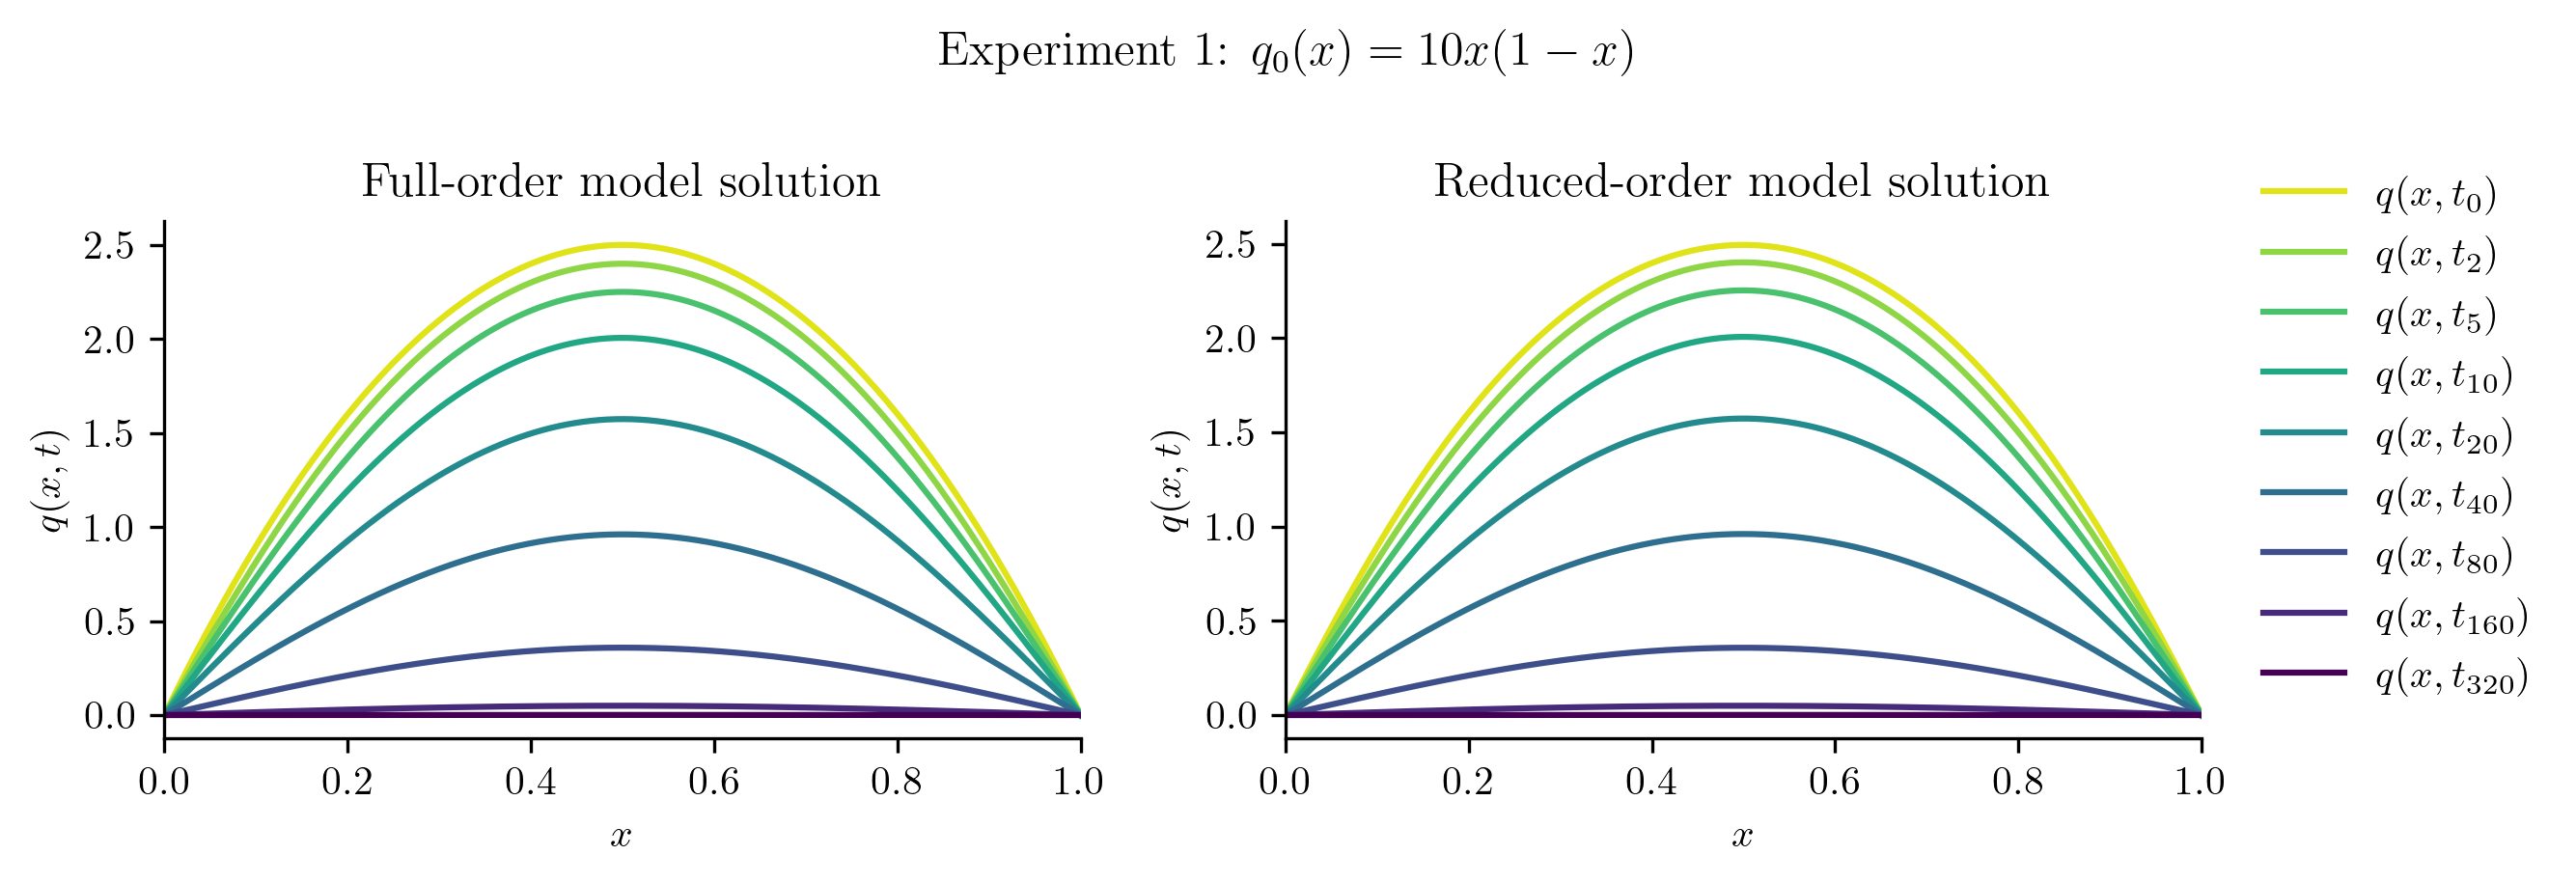 Experiment 1: q₀(x) = 10x(1 − x)
Full-order model solution
q(x, t)
2.5
2.0
1.5
1.0
0.5
0.0
0.0 0.2 0.4 0.6 0.8 1.0
x
Reduced-order model solution
q(x, t)
2.5
2.0
1.5
1.0
0.5
0.0
0.0 0.2 0.4 0.6 0.8 1.0
x
q(x, t₀)
q(x, t₂)
q(x, t₅)
q(x, t₁₀)
q(x, t₂₀)
q(x, t₄₀)
q(x, t₈₀)
q(x, t₁₆₀)
q(x, t₃₂₀)